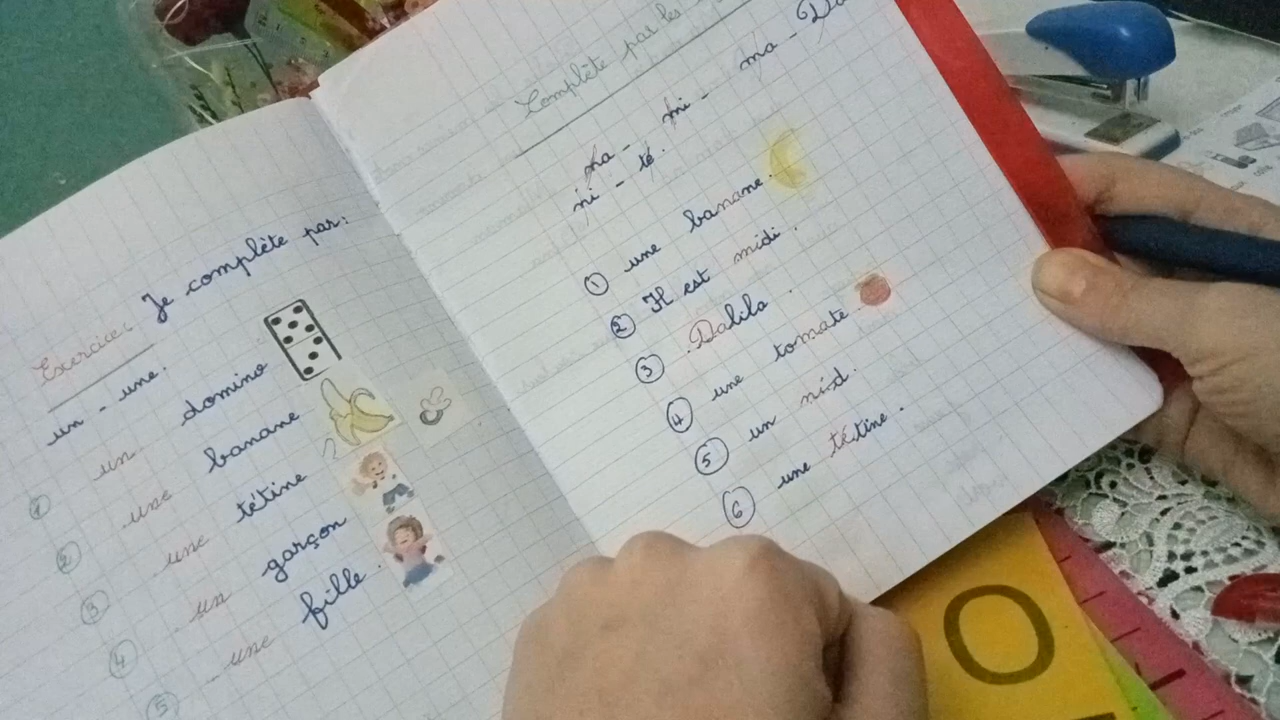 Exercice: Je complète par:
un - une.
1 un domino
2 une banane
3 une tétine
4 un garçon
5 une fille.
Complète par les
na - mi - ma - Da
ni - té.
1 une banane.
2 Il est midi.
3 Dalila.
4 une tomate.
5 un nid.
6 une tétine.
O